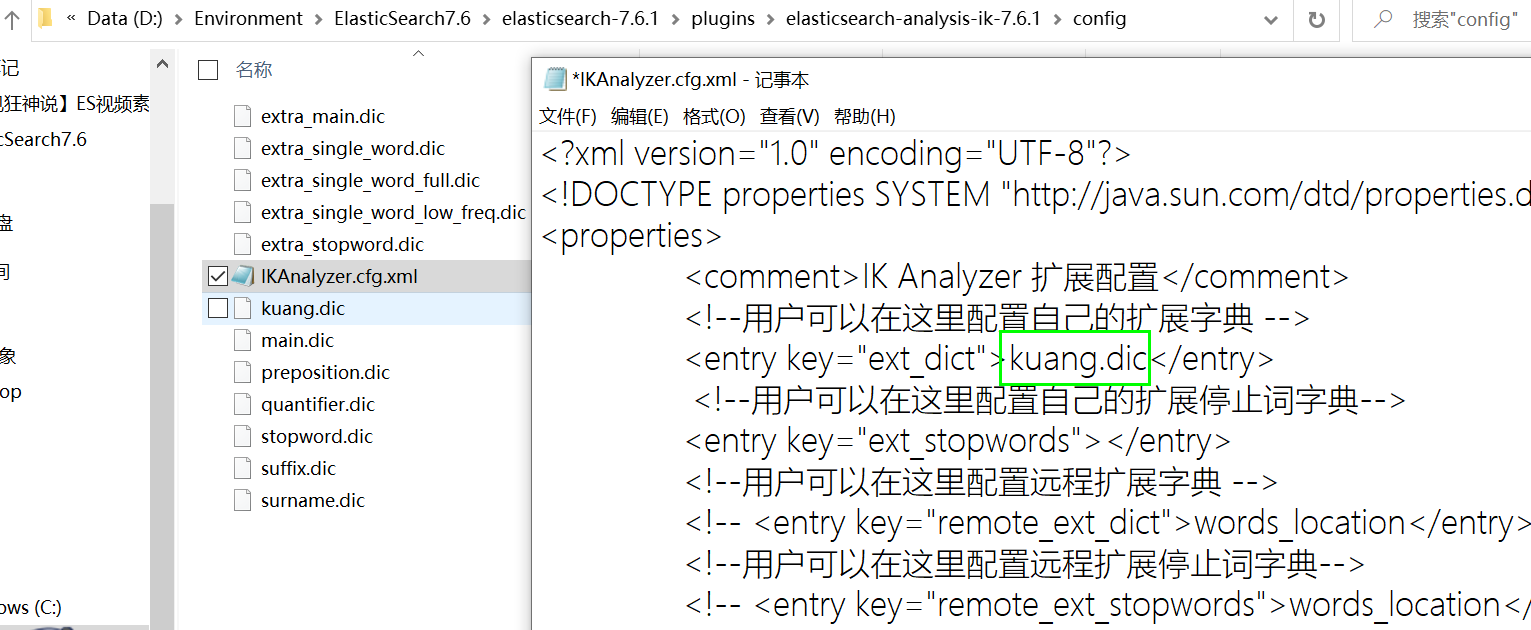 « Data (D:) > Environment > ElasticSearch7.6 > elasticsearch-7.6.1 > plugins > elasticsearch-analysis-ik-7.6.1 > config
搜索"config"
记
狂神说】ES视频素
cSearch7.6
盘
间
象
op
ows (C:)
名称
extra_main.dic
extra_single_word.dic
extra_single_word_full.dic
extra_single_word_low_freq.dic
extra_stopword.dic
IKAnalyzer.cfg.xml
kuang.dic
main.dic
preposition.dic
quantifier.dic
stopword.dic
suffix.dic
surname.dic
*IKAnalyzer.cfg.xml - 记事本
文件(F) 编辑(E) 格式(O) 查看(V) 帮助(H)
<?xml version="1.0" encoding="UTF-8"?>
<!DOCTYPE properties SYSTEM "http://java.sun.com/dtd/properties.d
<properties>
<comment>IK Analyzer 扩展配置</comment>
<!--用户可以在这里配置自己的扩展字典 -->
<entry key="ext_dict">kuang.dic</entry>
<!--用户可以在这里配置自己的扩展停止词字典-->
<entry key="ext_stopwords"></entry>
<!--用户可以在这里配置远程扩展字典 -->
<!-- <entry key="remote_ext_dict">words_location</entry>
<!--用户可以在这里配置远程扩展停止词字典-->
<!-- <entry key="remote_ext_stopwords">words_location</